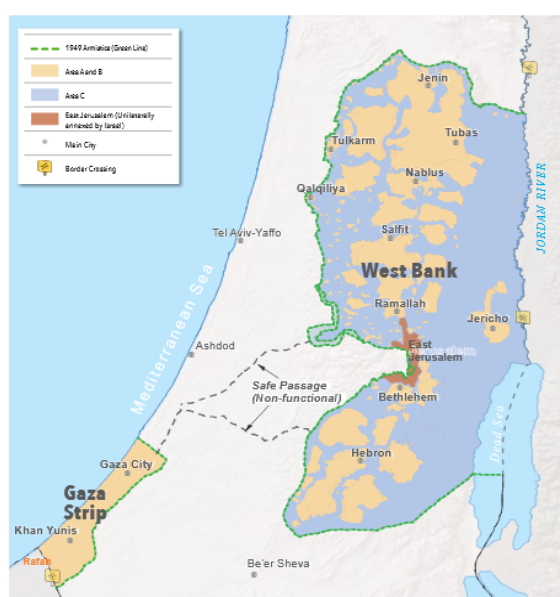 1949 Armistice (Green Line)
Area A and B
Area C
East Jerusalem (Unilaterally
annexed by Israel)
Main City
Border Crossing
Jenin
Tulkarm
Tubas
Nablus
Qalqiliya
JORDAN RIVER
Tel Aviv-Yaffo
Salfit
West Bank
Mediterranean Sea
Ramallah
Jericho
Ashdod
East
Jerusalem
Safe Passage
(Non-functional)
Bethlehem
Dead Sea
Hebron
Gaza City
Gaza
Strip
Khan Yunis
Rafah
Be'er Sheva